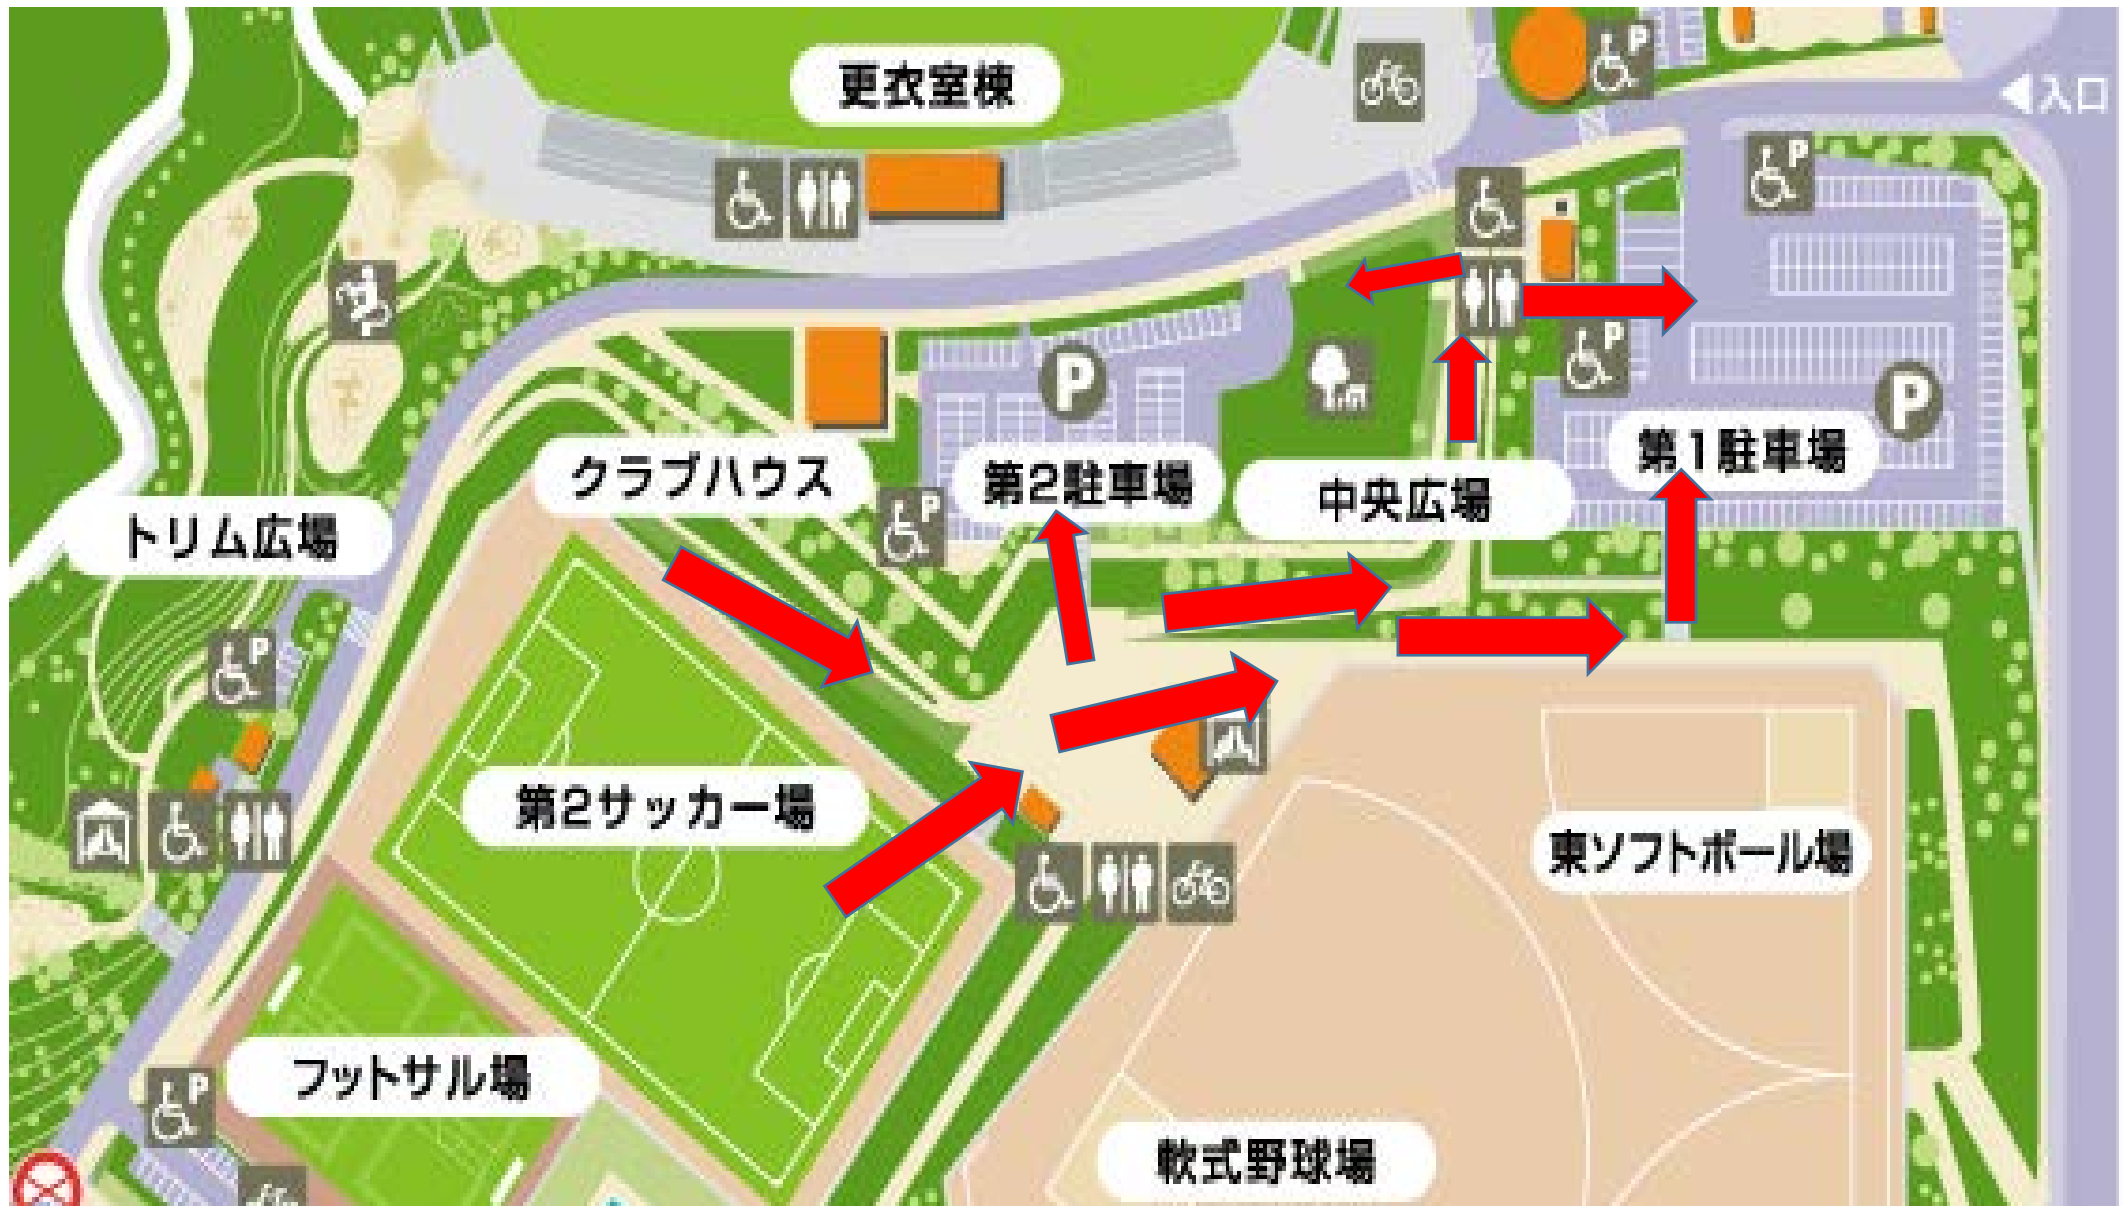 更衣室棟
P
◀入口
P
P
P
第1駐車場
P
クラブハウス
第2駐車場
中央広場
P
トリム広場
P
第2サッカー場
東ソフトボール場
フットサル場
P
軟式野球場